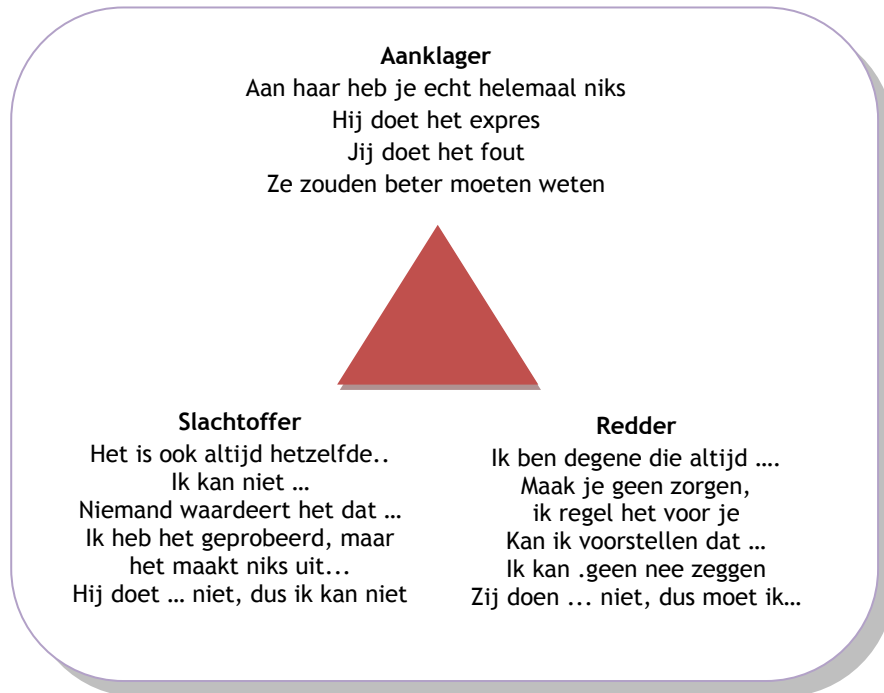 Aanklager
Aan haar heb je echt helemaal niks
Hij doet het expres
Jij doet het fout
Ze zouden beter moeten weten
Slachtoffer
Het is ook altijd hetzelfde..
Ik kan niet …
Niemand waardeert het dat …
Ik heb het geprobeerd, maar
het maakt niks uit...
Hij doet … niet, dus ik kan niet
Redder
Ik ben degene die altijd ….
Maak je geen zorgen,
ik regel het voor je
Kan ik voorstellen dat …
Ik kan .geen nee zeggen
Zij doen ... niet, dus moet ik…